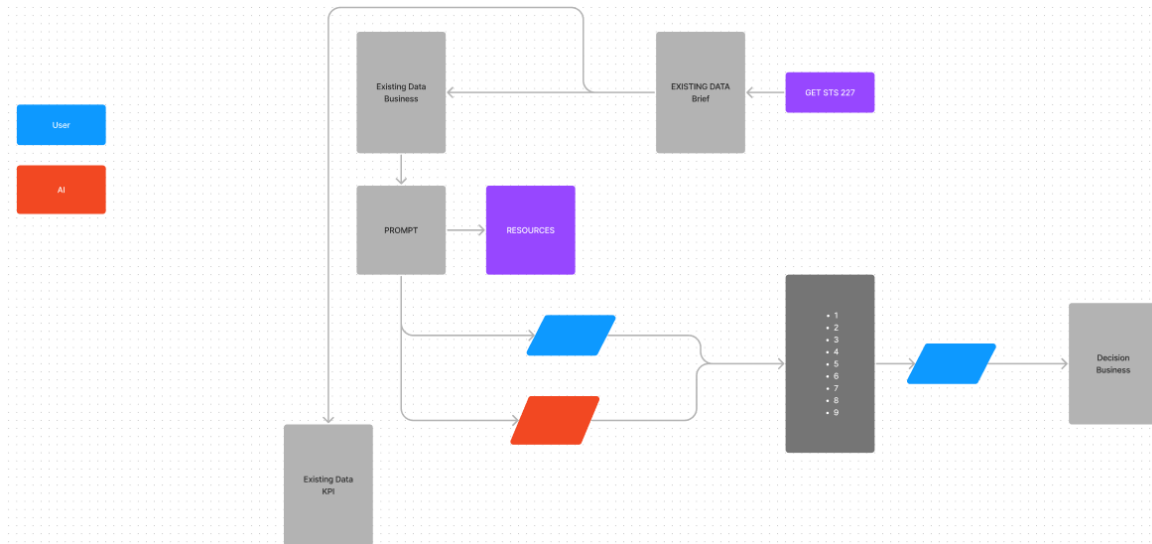 Existing Data
Business
EXISTING DATA
Brief
GET STS 227
User
AI
PROMPT
RESOURCES
• 1
• 2
• 3
• 4
• 5
• 6
• 7
• 8
• 9
Decision
Business
Existing Data
KPI